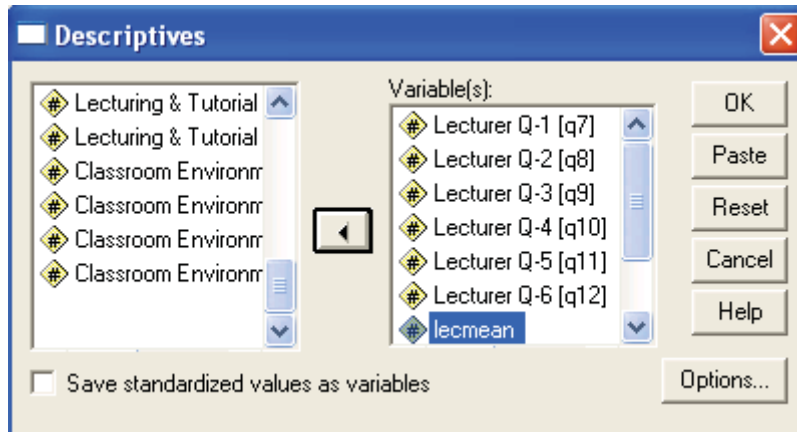 Descriptives
Lecturing & Tutorial
Lecturing & Tutorial
Classroom Environm
Classroom Environm
Classroom Environm
Classroom Environm
Variable(s):
Lecturer Q-1 [q7]
Lecturer Q-2 [q8]
Lecturer Q-3 [q9]
Lecturer Q-4 [q10]
Lecturer Q-5 [q11]
Lecturer Q-6 [q12]
lecmean
OK
Paste
Reset
Cancel
Help
Save standardized values as variables
Options...